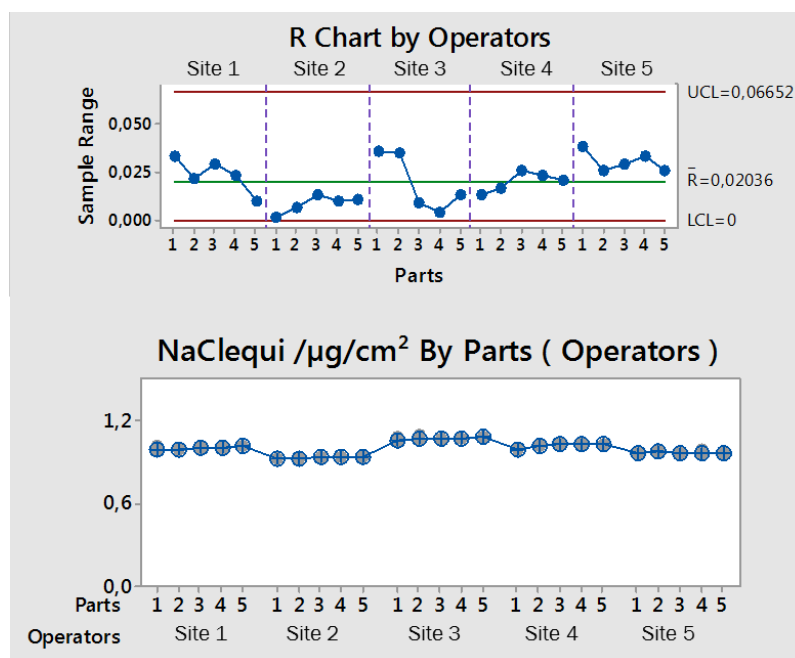 R Chart by Operators
Site 1 Site 2 Site 3 Site 4 Site 5
UCL=0,06652
0,050
0,025
R̄=0,02036
0,000
LCL=0
Sample Range
1 2 3 4 5 1 2 3 4 5 1 2 3 4 5 1 2 3 4 5 1 2 3 4 5
Parts
NaClequi /µg/cm² By Parts ( Operators )
1,2
0,6
0,0
Parts 1 2 3 4 5 1 2 3 4 5 1 2 3 4 5 1 2 3 4 5 1 2 3 4 5
Operators Site 1 Site 2 Site 3 Site 4 Site 5